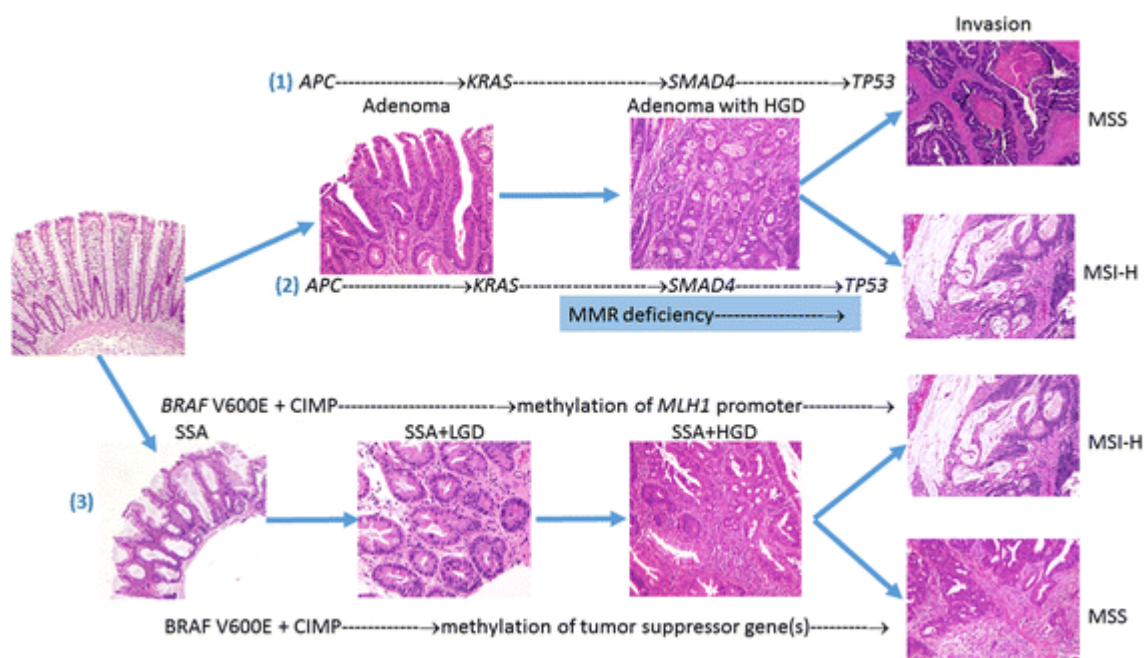 Invasion
(1) APC----------------→KRAS--------------------→SMAD4----------------→TP53
Adenoma
Adenoma with HGD
MSS
MSI-H
(2) APC----------------→KRAS--------------------→SMAD4----------------→TP53
MMR deficiency----------------→
BRAF V600E + CIMP--------------------→methylation of MLH1 promoter-----------→
SSA
SSA+LGD
SSA+HGD
MSI-H
(3)
MSS
BRAF V600E + CIMP------------→methylation of tumor suppressor gene(s)---------→